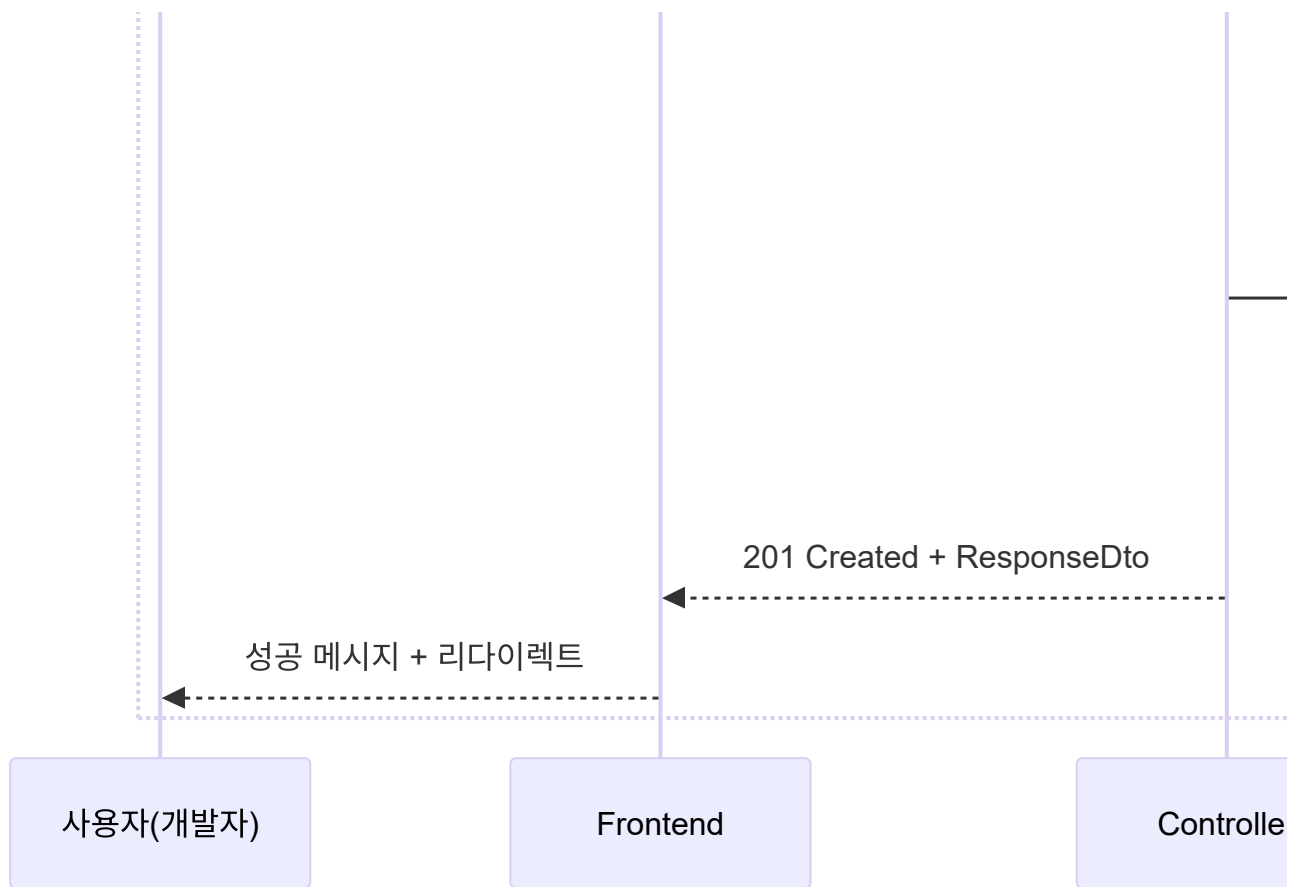 201 Created + ResponseDto
성공 메시지 + 리다이렉트
사용자(개발자)
Frontend
Controlle